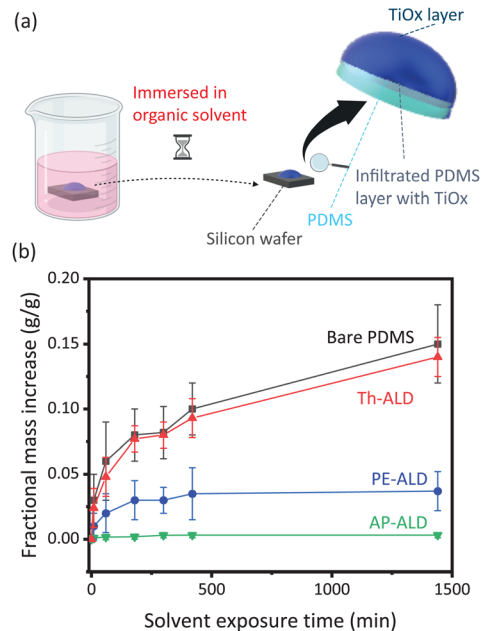 (a)
TiOx layer
Immersed in
organic solvent
Infiltrated PDMS
layer with TiOx
PDMS
Silicon wafer
(b)
Fractional mass increase (g/g)
0.20
0.15
0.10
0.05
0.00
Bare PDMS
Th-ALD
PE-ALD
AP-ALD
0
500
1000
1500
Solvent exposure time (min)